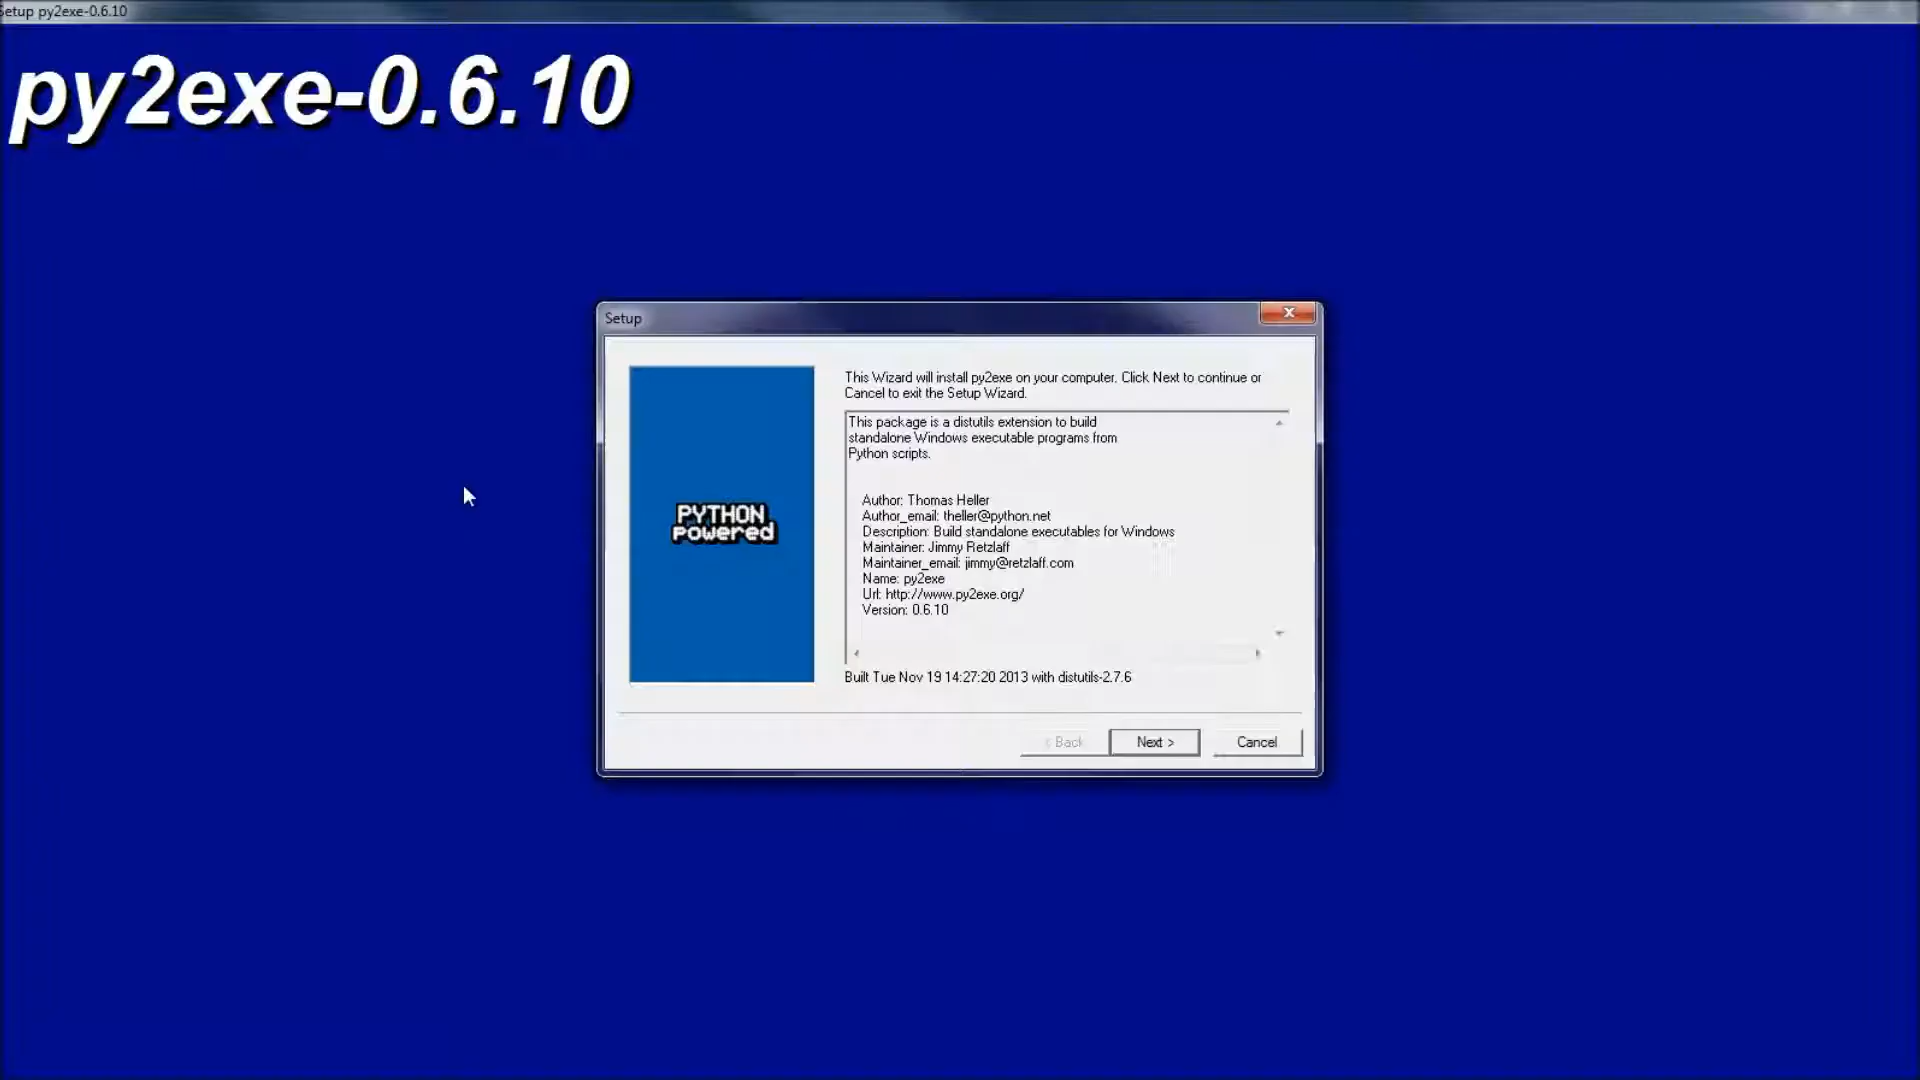 Setup py2exe-0.6.10
py2exe-0.6.10
Setup
This Wizard will install py2exe on your computer. Click Next to continue or
Cancel to exit the Setup Wizard.
This package is a distutils extension to build
standalone Windows executable programs from
Python scripts.
Author: Thomas Heller
Author_email: theller@python.net
Description: Build standalone executables for Windows
Maintainer: Jimmy Retzlaff
Maintainer_email: jimmy@retzlaff.com
Name: py2exe
Url: http://www.py2exe.org/
Version: 0.6.10
PYTHON
powered
Built Tue Nov 19 14:27:20 2013 with distutils-2.7.6
< Back
Next >
Cancel